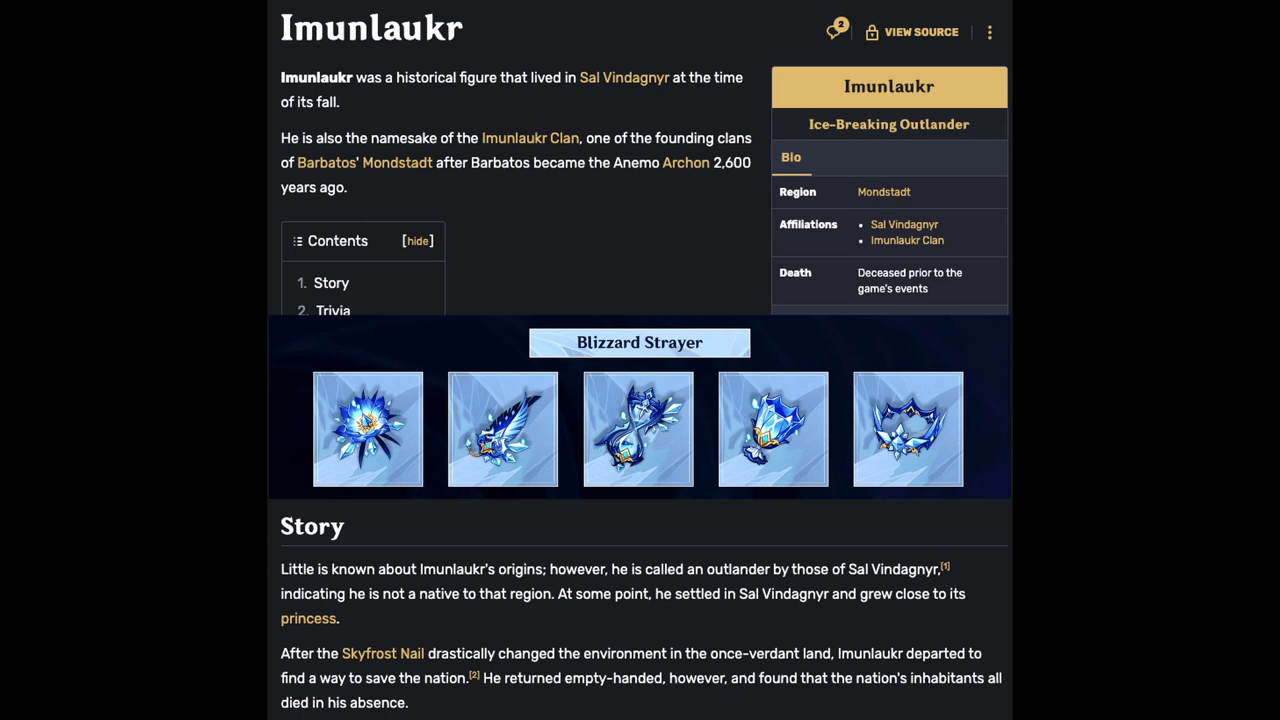 Imunlaukr
2
VIEW SOURCE
Imunlaukr was a historical figure that lived in Sal Vindagnyr at the time
of its fall.
He is also the namesake of the Imunlaukr Clan, one of the founding clans
of Barbatos' Mondstadt after Barbatos became the Anemo Archon 2,600
years ago.
Contents [hide]
1. Story
2. Trivia
Imunlaukr
Ice-Breaking Outlander
Bio
Region Mondstadt
Affiliations • Sal Vindagnyr
• Imunlaukr Clan
Death Deceased prior to the
game's events
Blizzard Strayer
Story
Little is known about Imunlaukr's origins; however, he is called an outlander by those of Sal Vindagnyr,[1]
indicating he is not a native to that region. At some point, he settled in Sal Vindagnyr and grew close to its
princess.
After the Skyfrost Nail drastically changed the environment in the once-verdant land, Imunlaukr departed to
find a way to save the nation.[2] He returned empty-handed, however, and found that the nation's inhabitants all
died in his absence.